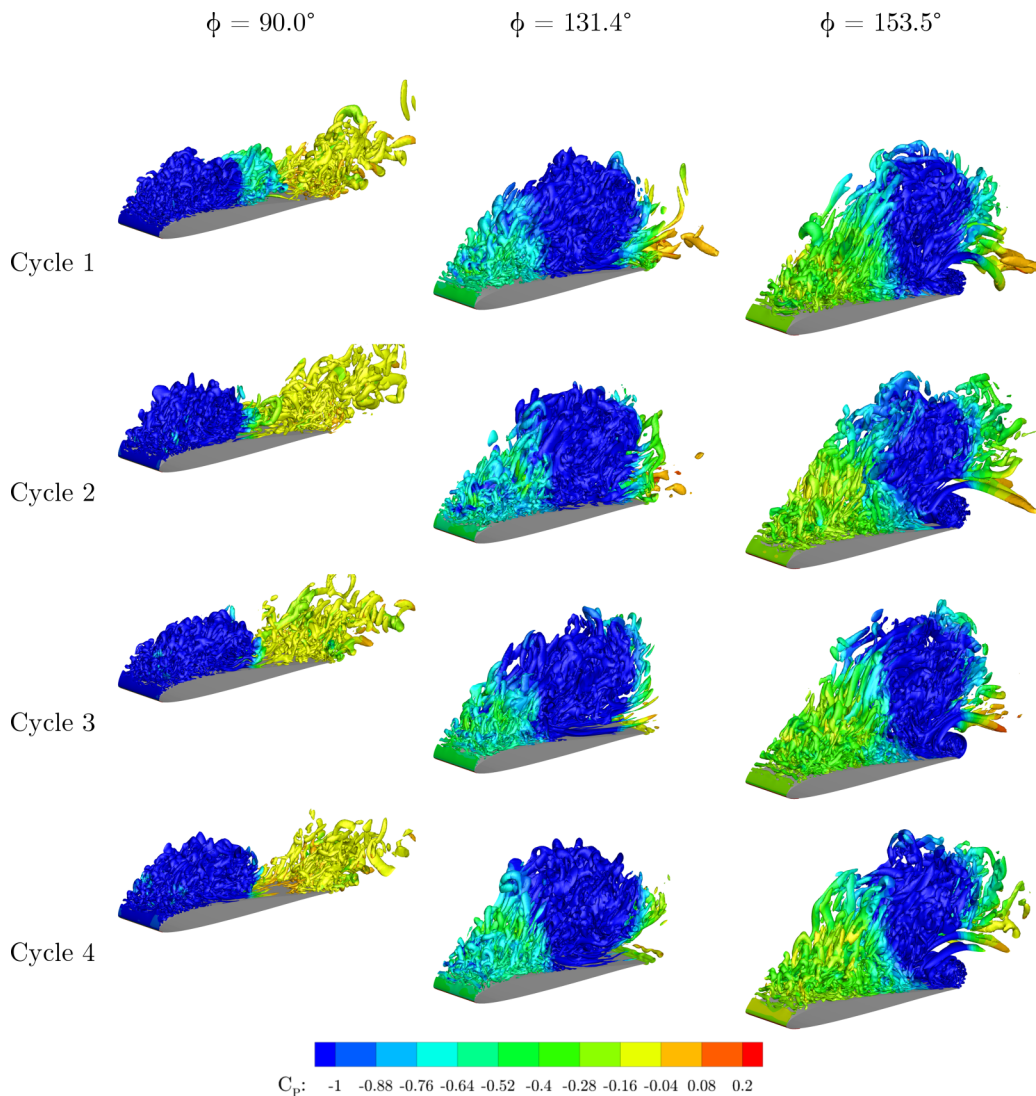 ϕ = 90.0° ϕ = 131.4° ϕ = 153.5°
Cycle 1
Cycle 2
Cycle 3
Cycle 4
C_P: -1 -0.88 -0.76 -0.64 -0.52 -0.4 -0.28 -0.16 -0.04 0.08 0.2